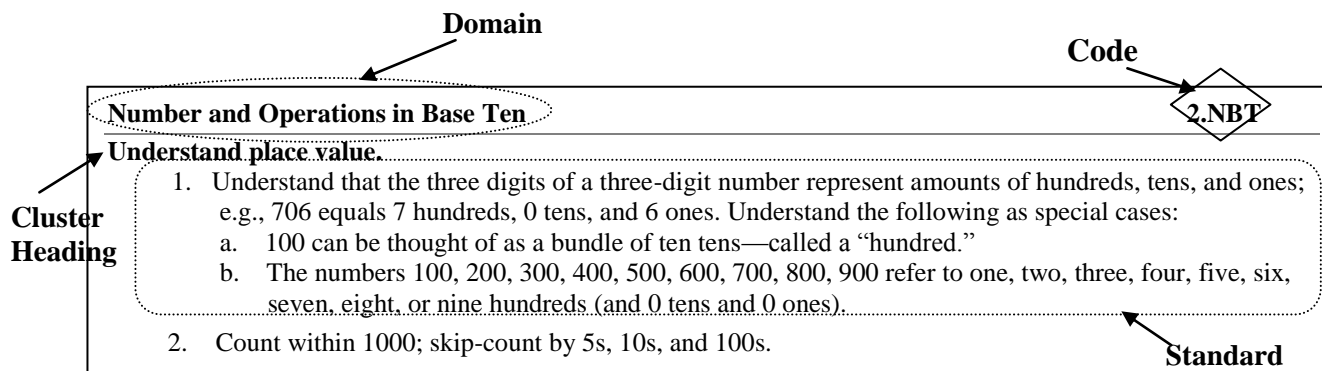 Domain
Code
Number and Operations in Base Ten
2.NBT
Understand place value.
1. Understand that the three digits of a three-digit number represent amounts of hundreds, tens, and ones;
e.g., 706 equals 7 hundreds, 0 tens, and 6 ones. Understand the following as special cases:
Cluster
Heading
a. 100 can be thought of as a bundle of ten tens—called a “hundred.”
b. The numbers 100, 200, 300, 400, 500, 600, 700, 800, 900 refer to one, two, three, four, five, six,
seven, eight, or nine hundreds (and 0 tens and 0 ones).
2. Count within 1000; skip-count by 5s, 10s, and 100s.
Standard